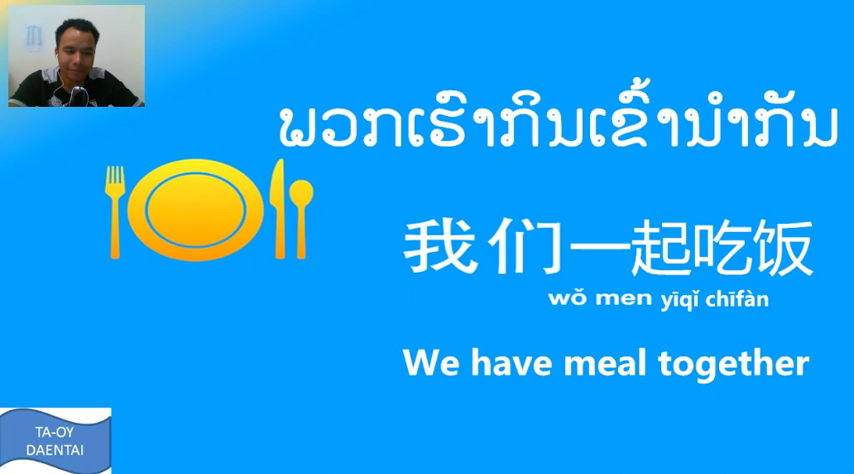 ພວກເຮົາກິນເຂົ້ານຳກັນ
我们一起吃饭
wǒ men yīqǐ chīfàn
We have meal together
TA-OY
DAENTAI